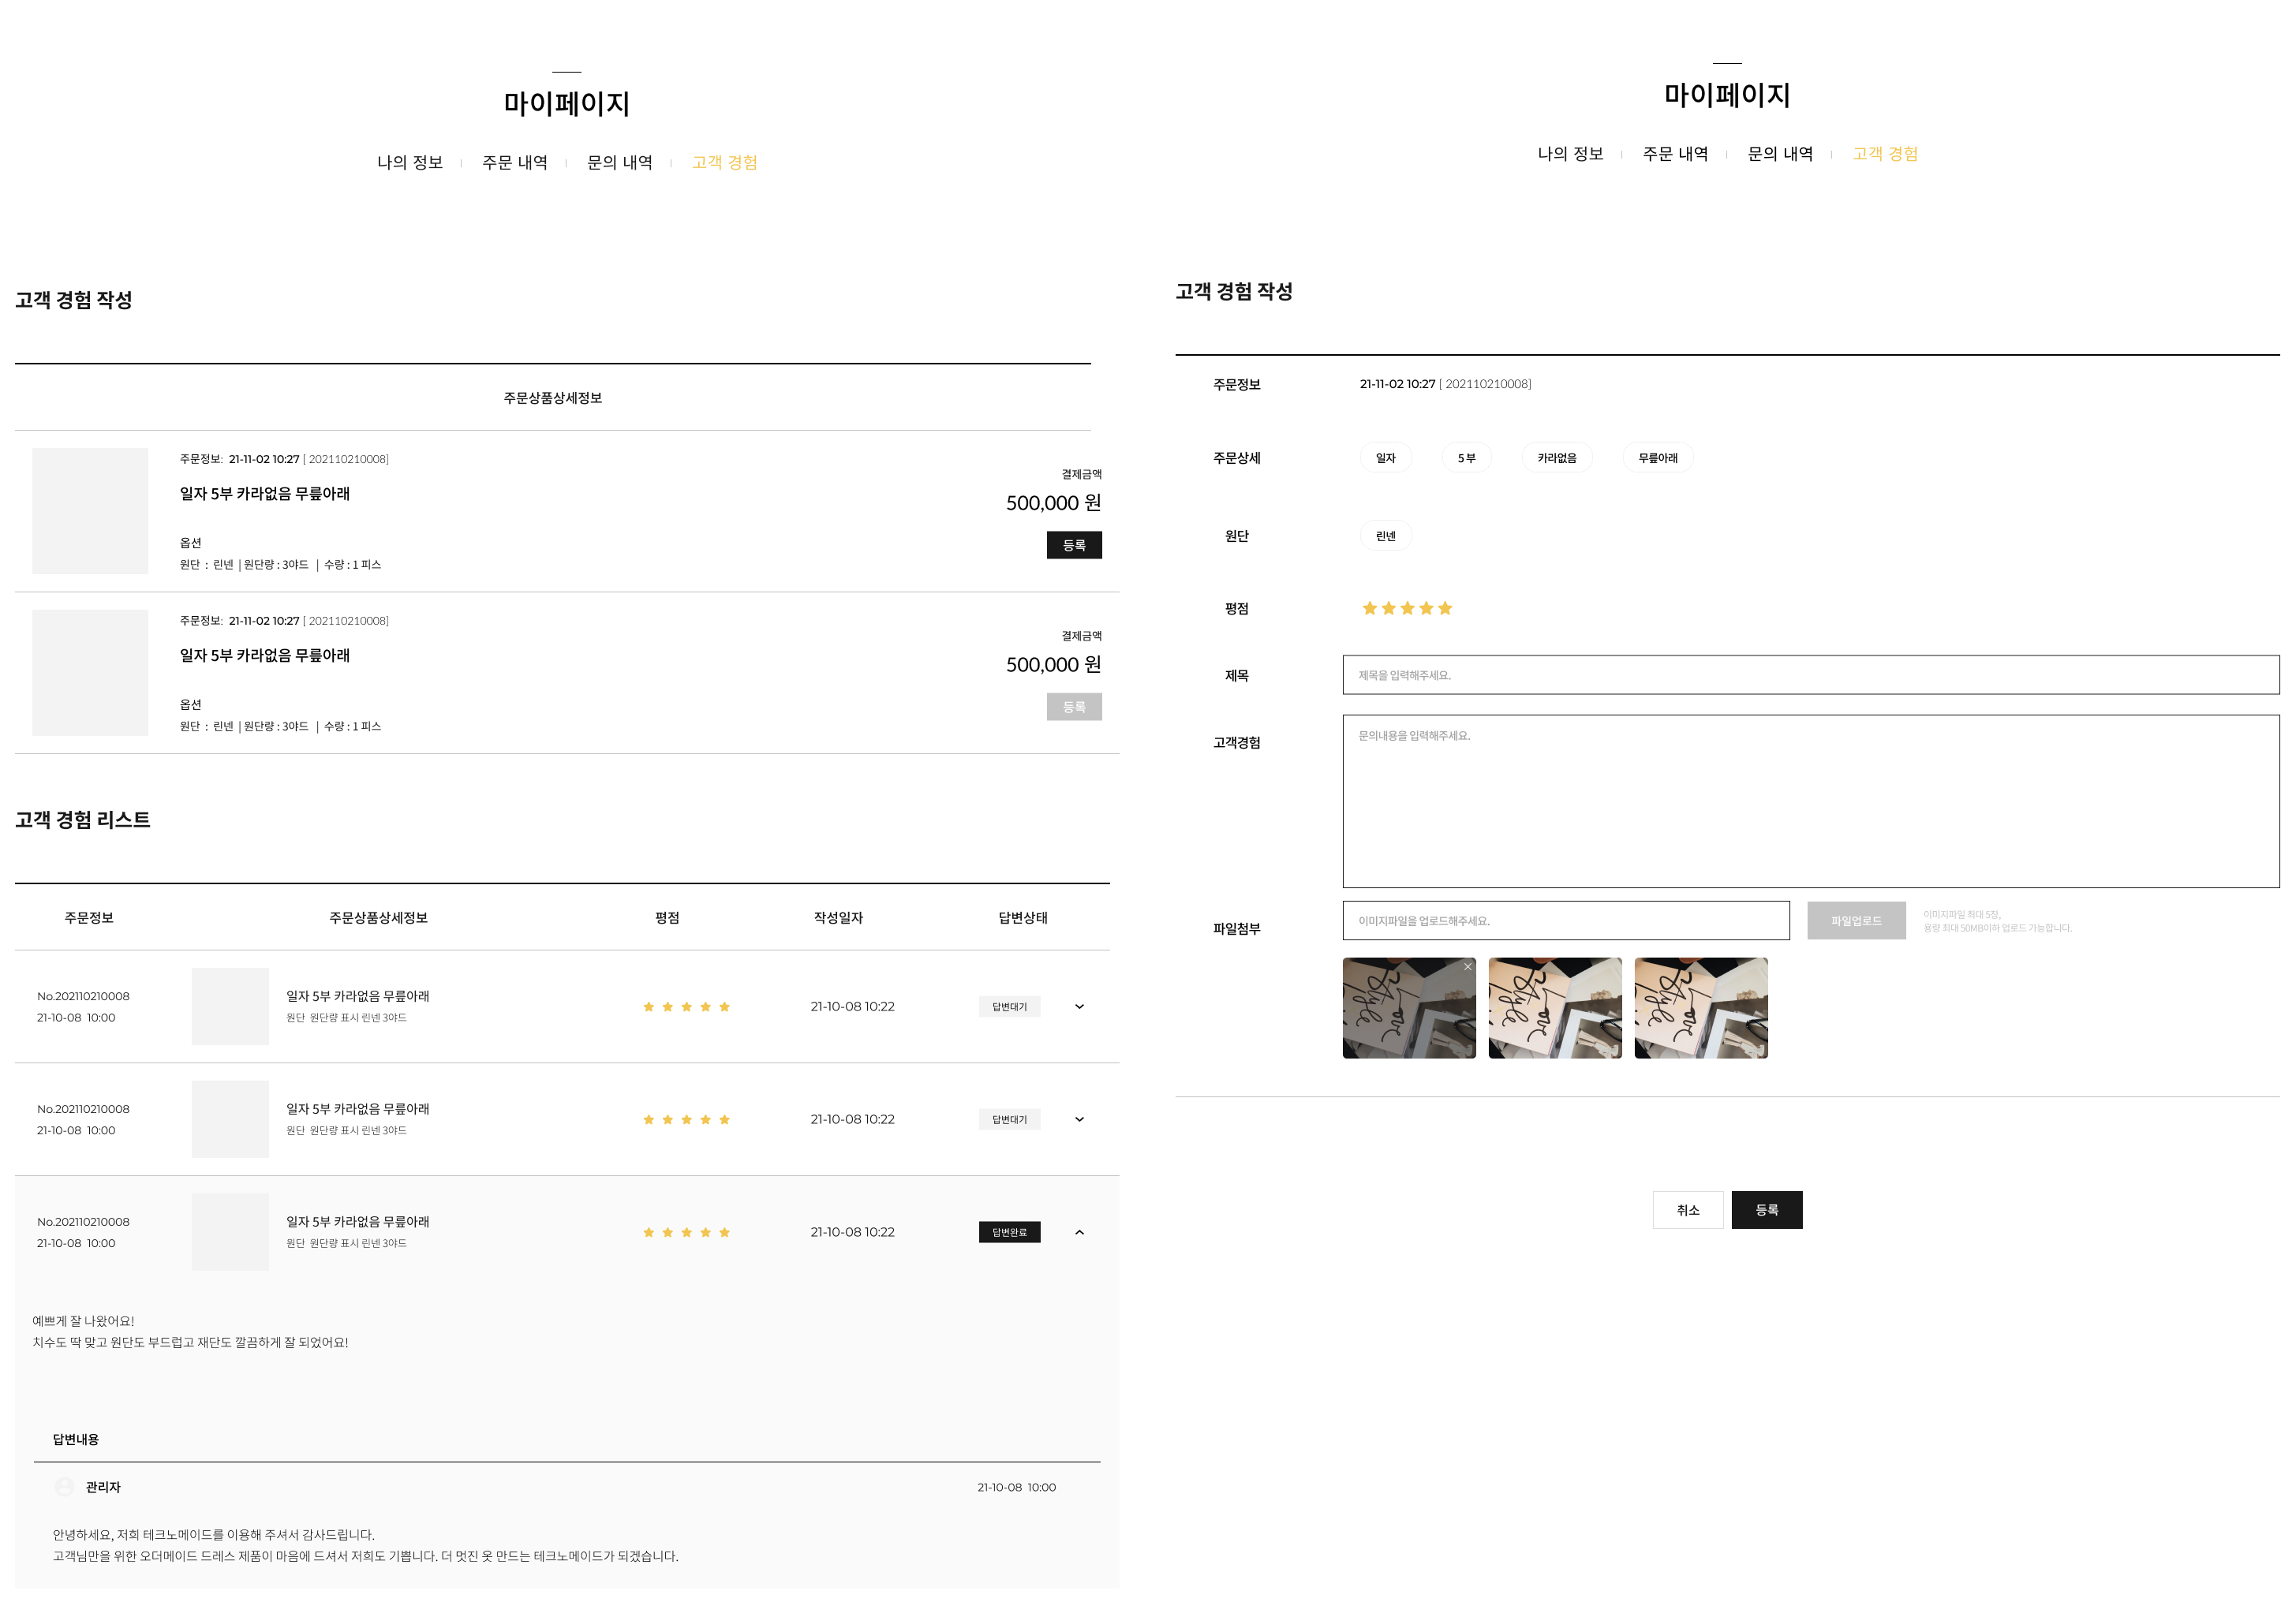 마이페이지
나의 정보 | 주문 내역 | 문의 내역 | 고객 경험
고객 경험 작성
주문상품상세정보
주문정보: 21-11-02 10:27 [ 202110210008]
일자 5부 카라없음 무릎아래
옵션
원단 : 린넨 | 원단량 : 3야드 | 수량 : 1 피스
결제금액
500,000 원
등록
주문정보: 21-11-02 10:27 [ 202110210008]
일자 5부 카라없음 무릎아래
옵션
원단 : 린넨 | 원단량 : 3야드 | 수량 : 1 피스
결제금액
500,000 원
등록
고객 경험 리스트
주문정보 주문상품상세정보 평점 작성일자 답변상태
No.202110210008
21-10-08 10:00
일자 5부 카라없음 무릎아래
원단 원단량 표시 린넨 3야드
21-10-08 10:22
답변대기
No.202110210008
21-10-08 10:00
일자 5부 카라없음 무릎아래
원단 원단량 표시 린넨 3야드
21-10-08 10:22
답변대기
No.202110210008
21-10-08 10:00
일자 5부 카라없음 무릎아래
원단 원단량 표시 린넨 3야드
21-10-08 10:22
답변완료
예쁘게 잘 나왔어요!
치수도 딱 맞고 원단도 부드럽고 재단도 깔끔하게 잘 되었어요!
답변내용
관리자
21-10-08 10:00
안녕하세요, 저희 테크노메이드를 이용해 주셔서 감사드립니다.
고객님만을 위한 오더메이드 드레스 제품이 마음에 드셔서 저희도 기쁩니다. 더 멋진 옷 만드는 테크노메이드가 되겠습니다.
마이페이지
나의 정보 | 주문 내역 | 문의 내역 | 고객 경험
고객 경험 작성
주문정보 21-11-02 10:27 [ 202110210008]
주문상세 일자 5 부 카라없음 무릎아래
원단 린넨
평점
제목 제목을 입력해주세요.
고객경험 문의내용을 입력해주세요.
파일첨부 이미지파일을 업로드해주세요. 파일업로드
이미지파일 최대 5장,
용량 최대 50MB이하 업로드 가능합니다.
취소 등록